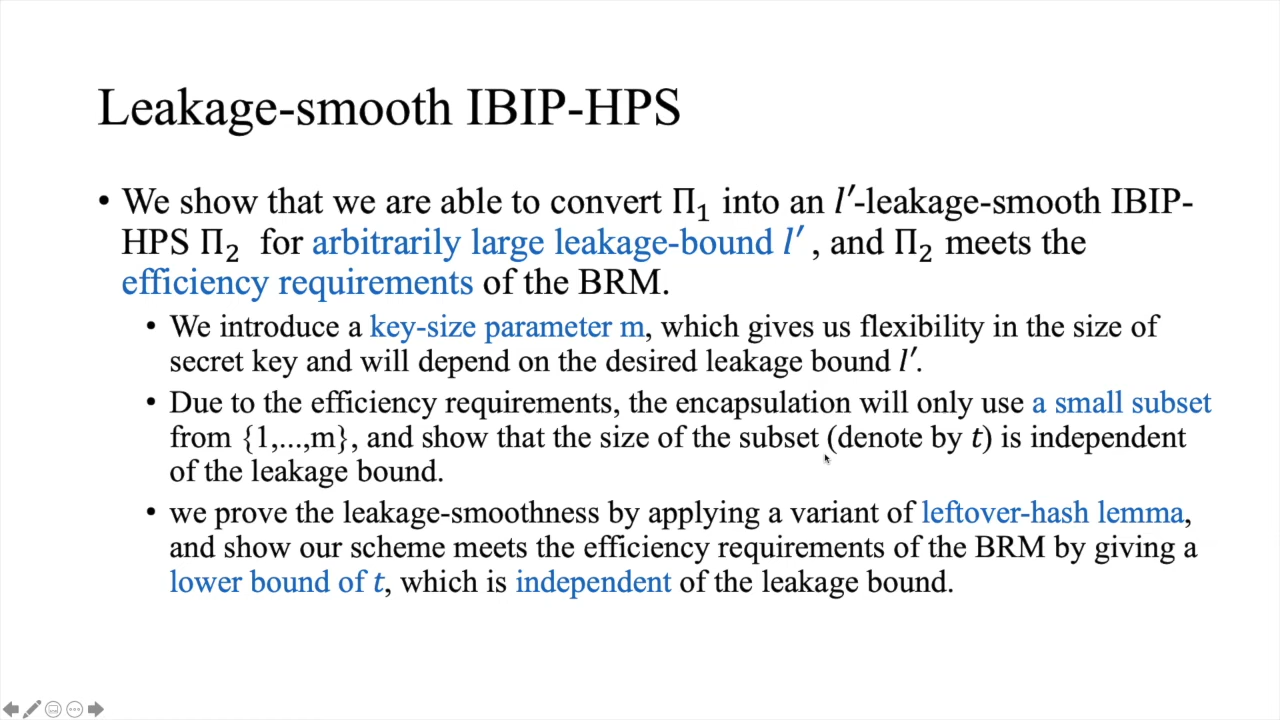 Leakage-smooth IBIP-HPS
• We show that we are able to convert Π₁ into an l′-leakage-smooth IBIP-
HPS Π₂ for arbitrarily large leakage-bound l′ , and Π₂ meets the
efficiency requirements of the BRM.
• We introduce a key-size parameter m, which gives us flexibility in the size of
secret key and will depend on the desired leakage bound l′.
• Due to the efficiency requirements, the encapsulation will only use a small subset
from {1,...,m}, and show that the size of the subset (denote by t) is independent
of the leakage bound.
• we prove the leakage-smoothness by applying a variant of leftover-hash lemma,
and show our scheme meets the efficiency requirements of the BRM by giving a
lower bound of t, which is independent of the leakage bound.